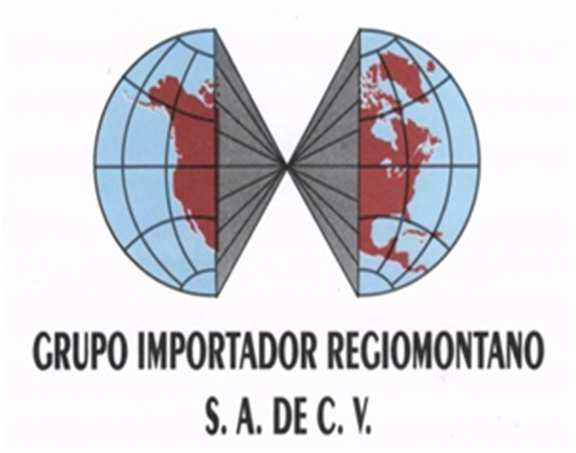 GRUPO IMPORTADOR REGIOMONTANO
S. A. DE C. V.